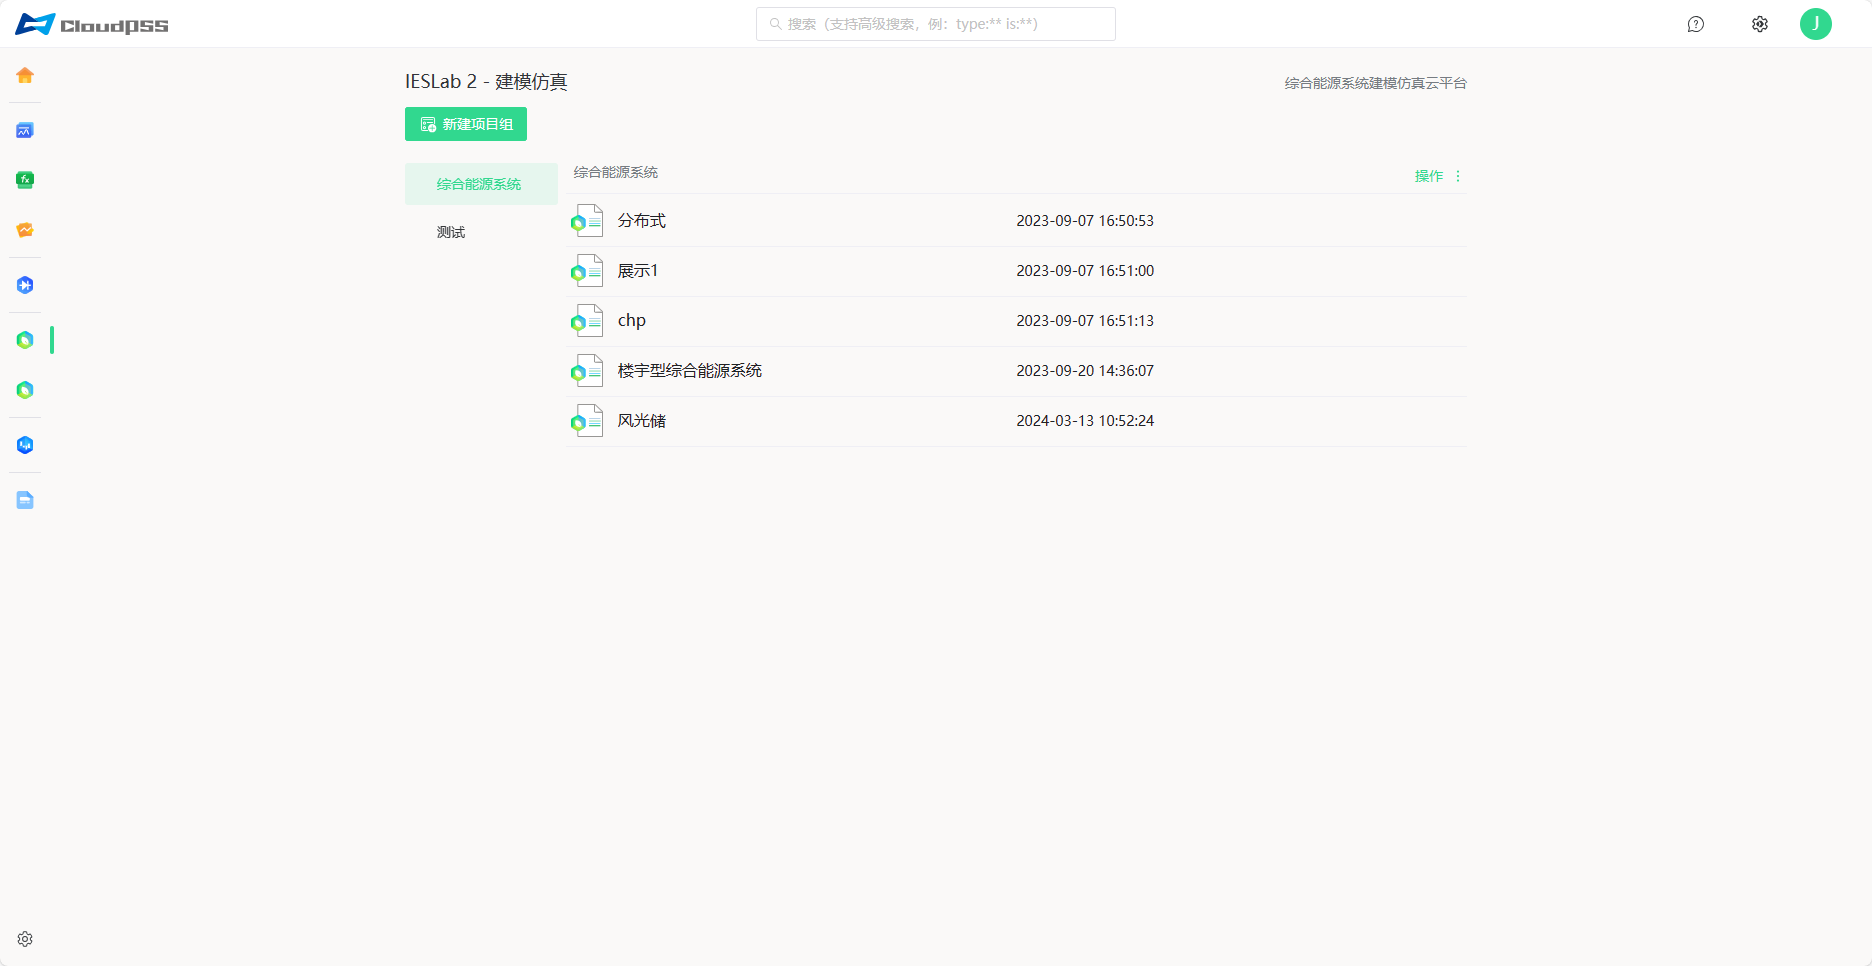 CloudPSS
搜索（支持高级搜索，例：type:** is:**）
J
IESLab 2 - 建模仿真
综合能源系统建模仿真云平台
新建项目组
综合能源系统
测试
综合能源系统
操作
分布式 2023-09-07 16:50:53
展示1 2023-09-07 16:51:00
chp 2023-09-07 16:51:13
楼宇型综合能源系统 2023-09-20 14:36:07
风光储 2024-03-13 10:52:24